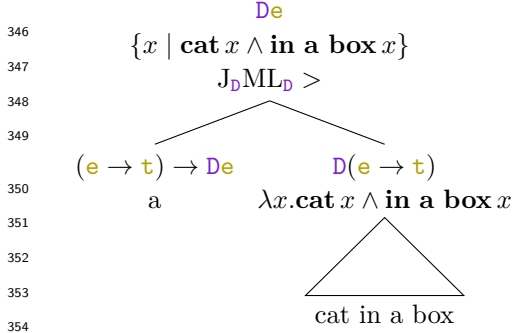 De
346
{x | cat x ∧ in a box x}
347
J_D ML_D >
348
349
(e → t) → De D(e → t)
350
a λx.cat x ∧ in a box x
351
352
353
cat in a box
354